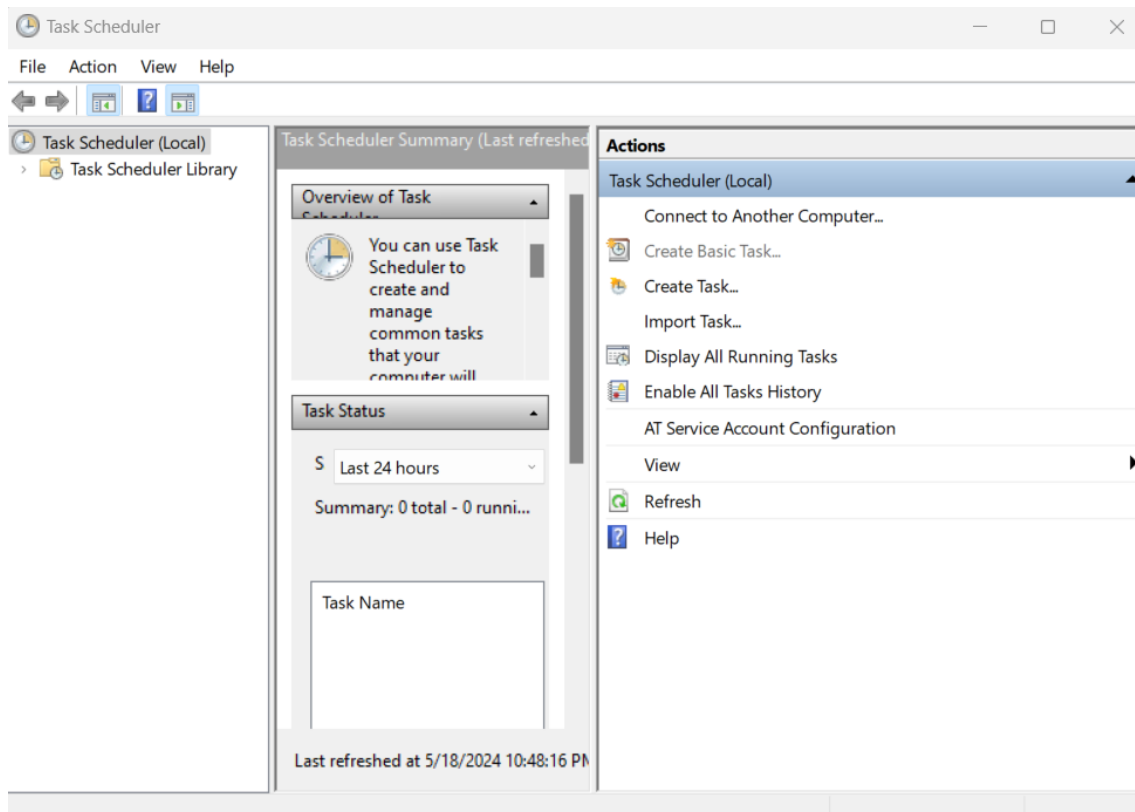 Task Scheduler
File Action View Help
Task Scheduler (Local)
Task Scheduler Library
Task Scheduler Summary (Last refreshed
Overview of Task
Scheduler
You can use Task
Scheduler to
create and
manage
common tasks
that your
computer will
Task Status
S Last 24 hours
Summary: 0 total - 0 runni...
Task Name
Last refreshed at 5/18/2024 10:48:16 PM
Actions
Task Scheduler (Local)
Connect to Another Computer...
Create Basic Task...
Create Task...
Import Task...
Display All Running Tasks
Enable All Tasks History
AT Service Account Configuration
View
Refresh
Help